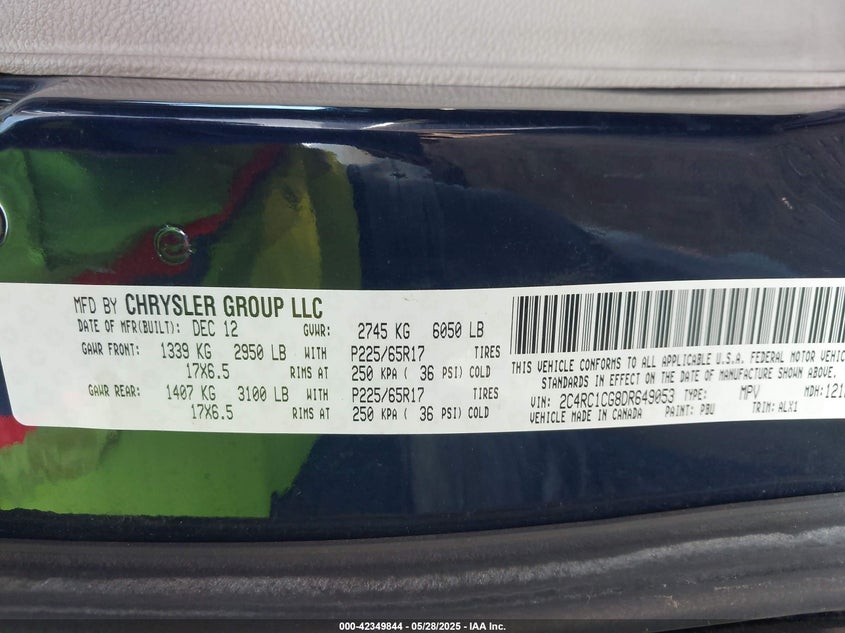 MFD BY CHRYSLER GROUP LLC
DATE OF MFR(BUILT): DEC 12 GVWR: 2745 KG 6050 LB
GAWR FRONT: 1339 KG 2950 LB WITH P225/65R17 TIRES
17X6.5 RIMS AT 250 KPA ( 36 PSI) COLD
GAWR REAR: 1407 KG 3100 LB WITH P225/65R17 TIRES
17X6.5 RIMS AT 250 KPA ( 36 PSI) COLD
THIS VEHICLE CONFORMS TO ALL APPLICABLE U.S.A. FEDERAL MOTOR
STANDARDS IN EFFECT ON THE DATE OF MANUFACTURE SHOWN ABOVE.
VIN: 2C4RC1CG8DR649053 TYPE: MPV MDH:
VEHICLE MADE IN CANADA PAINT: PBU TRIM: ALX1
000-42349844 — 05/28/2025 — IAA Inc.